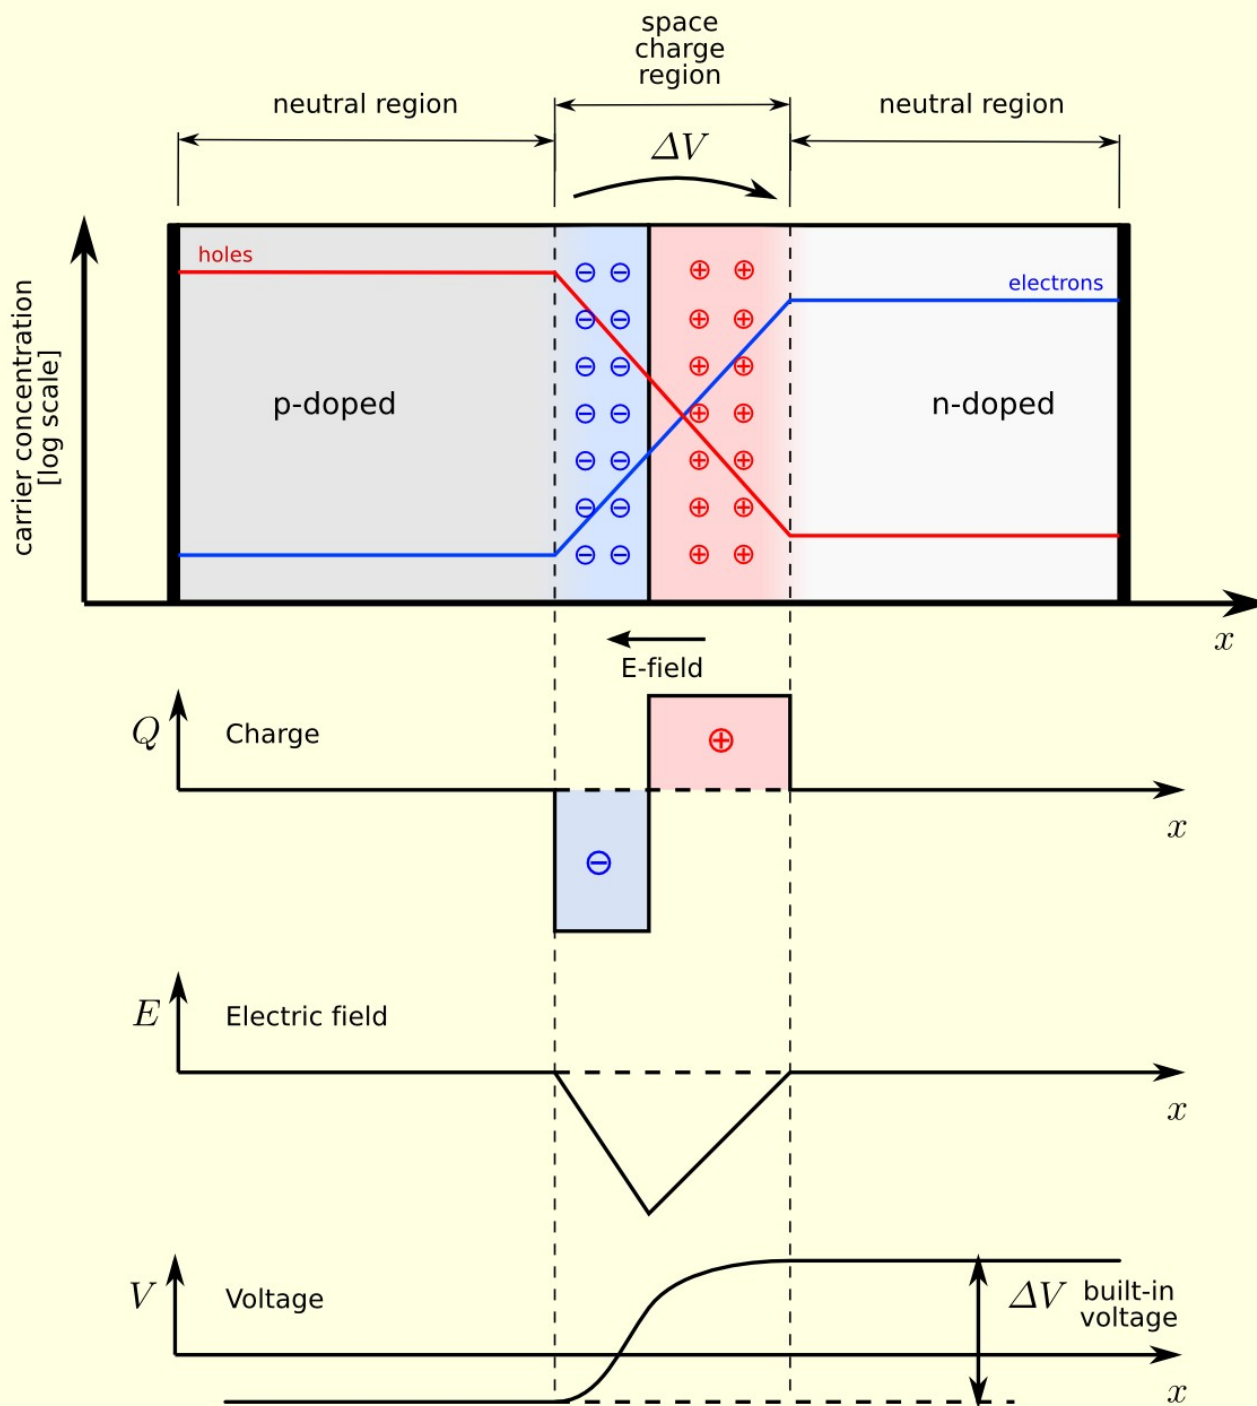 space
charge
region
neutral region
neutral region
ΔV
holes
electrons
carrier concentration
[log scale]
p-doped
n-doped
x
E-field
Q
Charge
x
E
Electric field
x
V
Voltage
ΔV
built-in
voltage
x